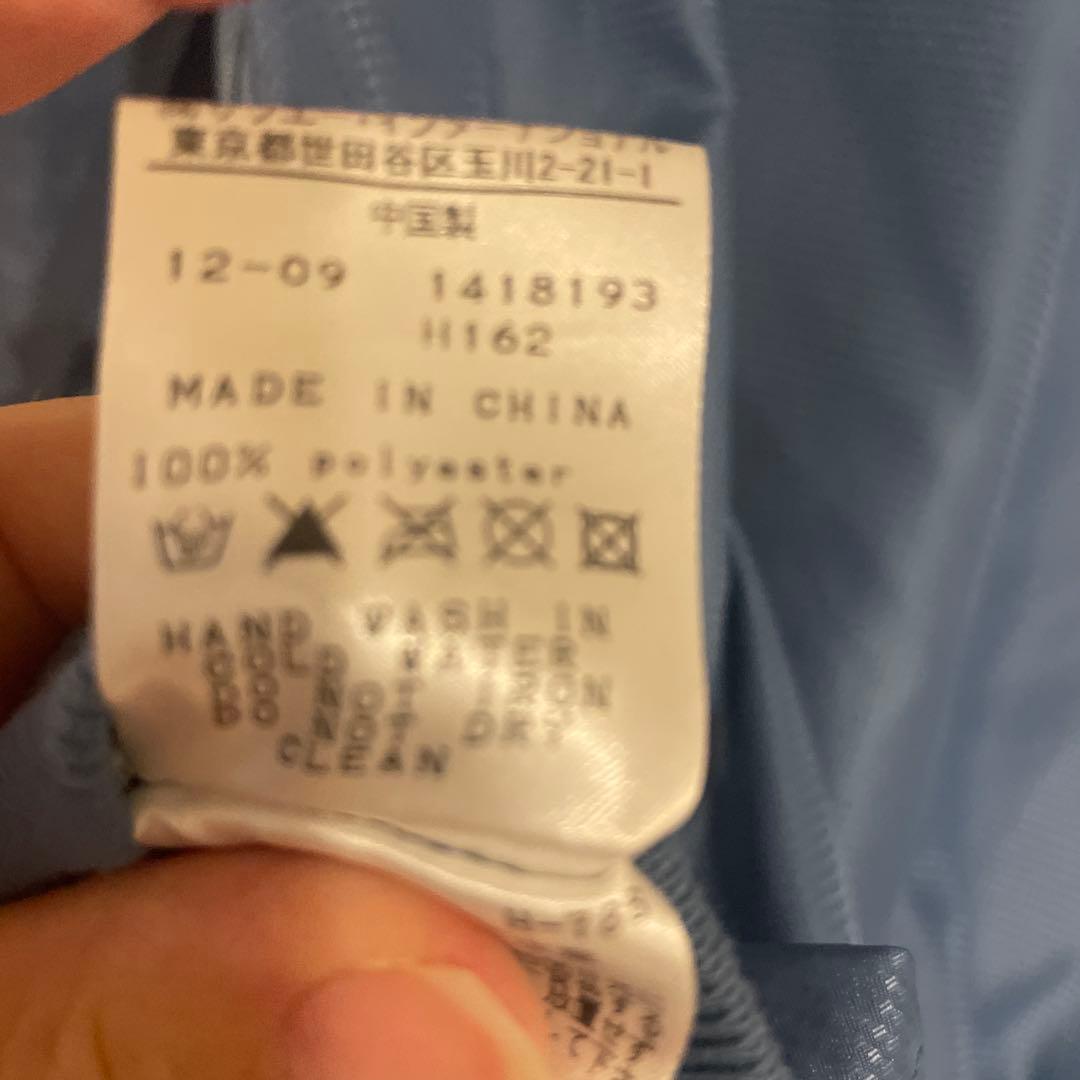 東京都世田谷区玉川2-21-1
中国製
12-09 1418193
H162
MADE IN CHINA
100% polyester
HAND WASH IN
COLD WATER
DO NOT IRON
DO NOT DRY
CLEAN